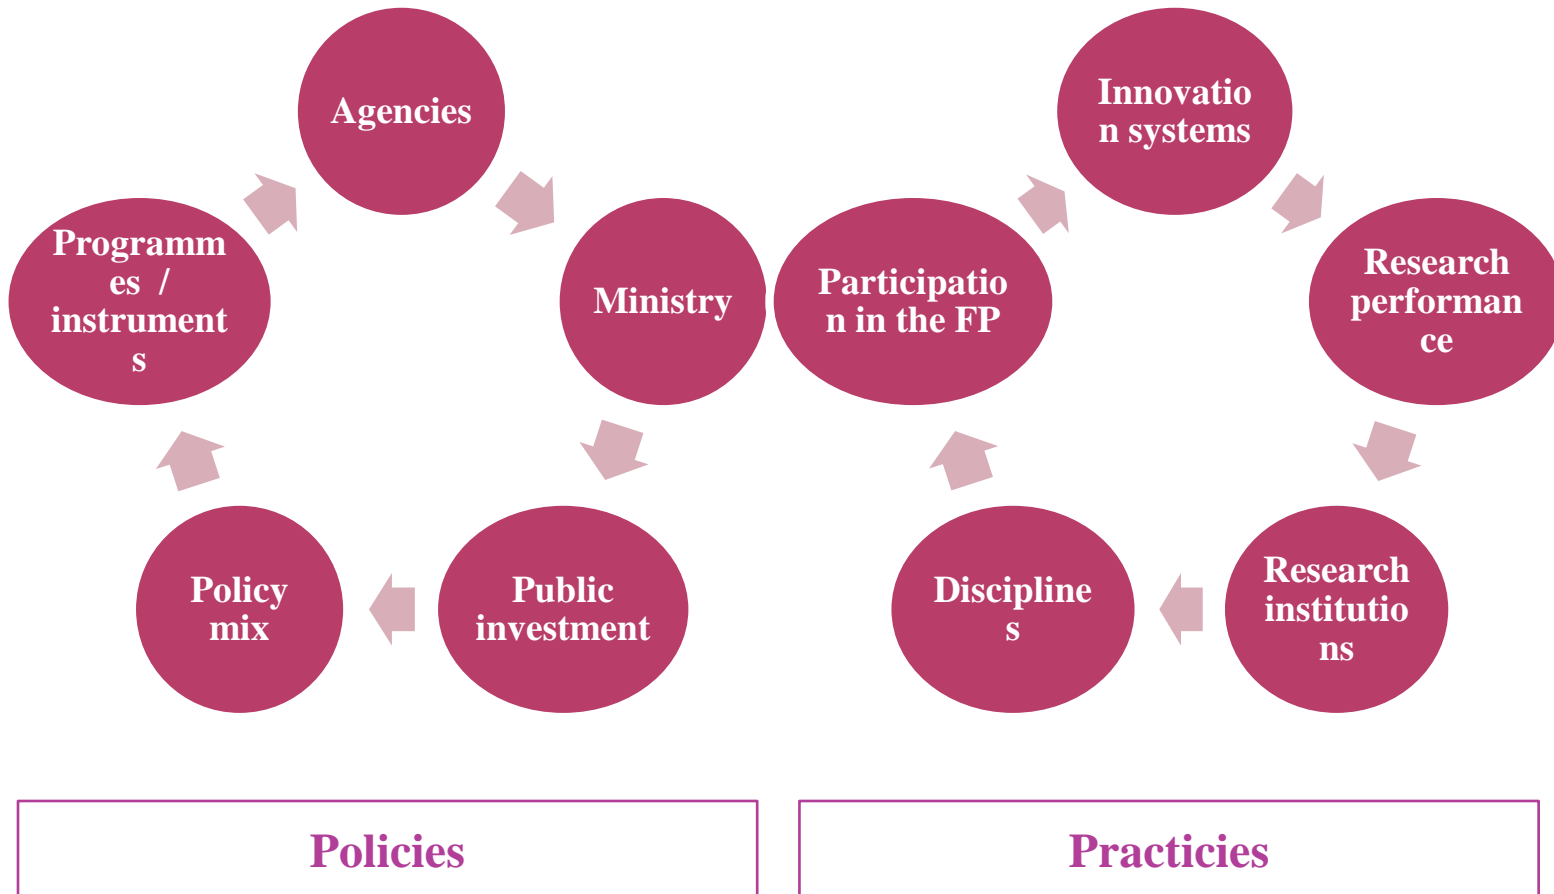 Agencies
Ministry
Public
investment
Policy
mix
Programm
es /
instrument
s
Innovatio
n systems
Research
performan
ce
Research
institutio
ns
Discipline
s
Participatio
n in the FP
Policies
Practicies